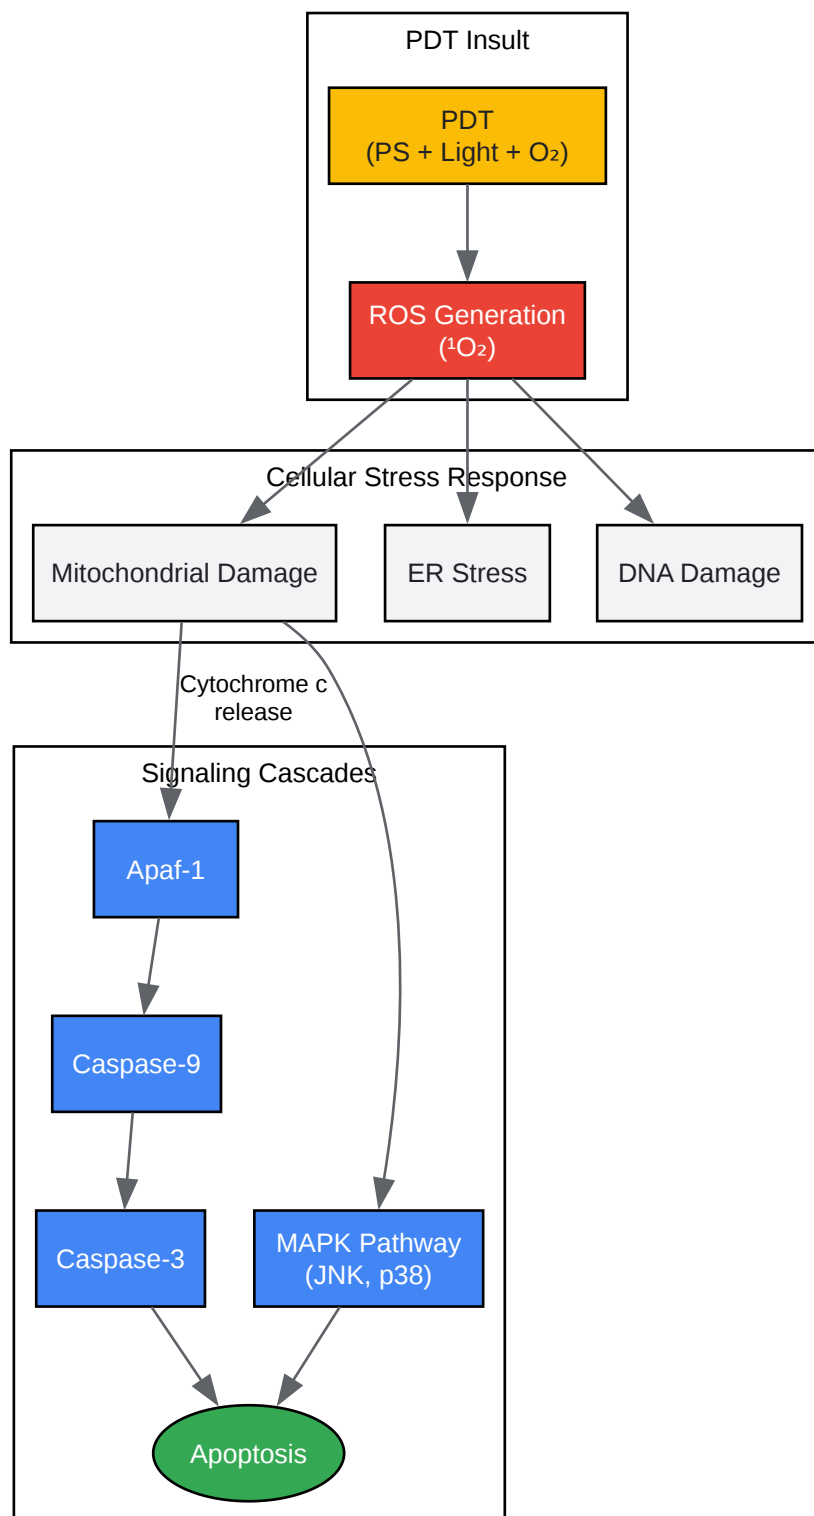 PDT Insult
PDT
(PS + Light + O₂)
ROS Generation
(¹O₂)
Cellular Stress Response
Mitochondrial Damage
ER Stress
DNA Damage
Cytochrome c
release
Signaling Cascades
Apaf-1
Caspase-9
Caspase-3
MAPK Pathway
(JNK, p38)
Apoptosis